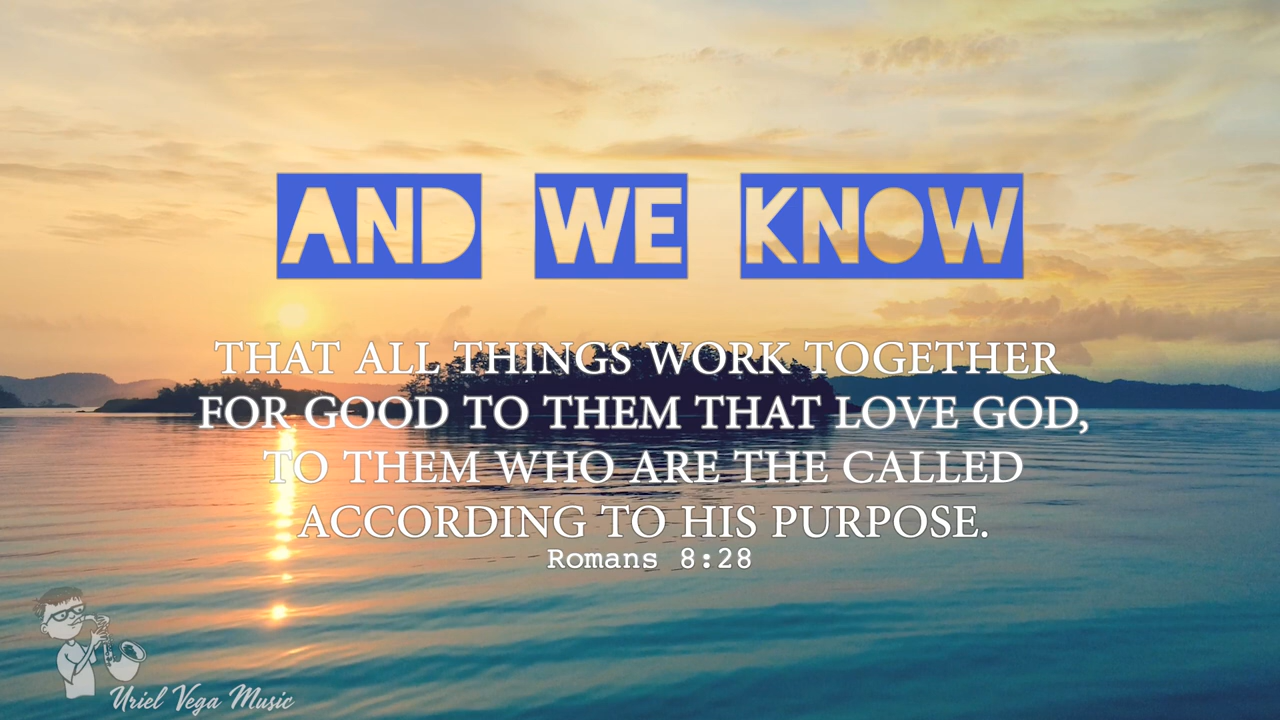 AND WE KNOW
THAT ALL THINGS WORK TOGETHER
FOR GOOD TO THEM THAT LOVE GOD,
TO THEM WHO ARE THE CALLED
ACCORDING TO HIS PURPOSE.
Romans 8:28
Uriel Vega Music